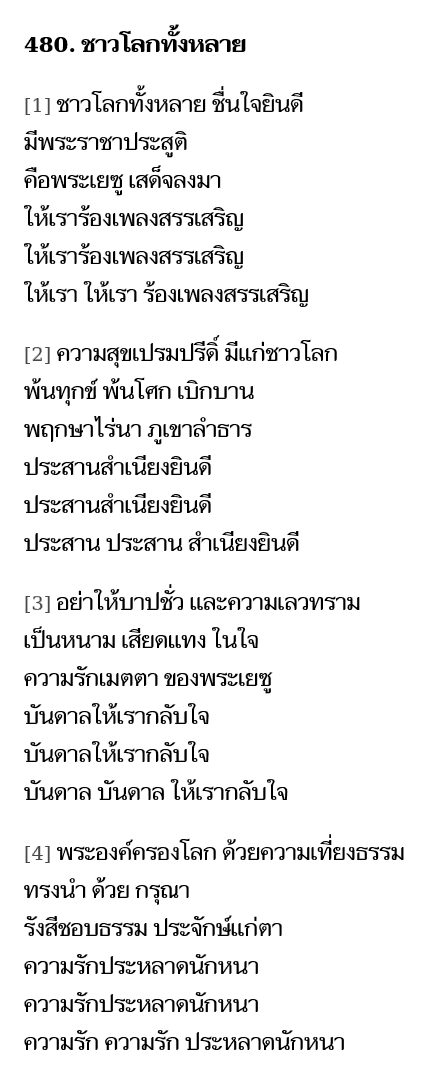 480. ชาวโลกทั้งหลาย
[1] ชาวโลกทั้งหลาย ชื่นใจยินดี
มีพระราชาประสูติ
คือพระเยซู เสด็จลงมา
ให้เราร้องเพลงสรรเสริญ
ให้เราร้องเพลงสรรเสริญ
ให้เรา ให้เรา ร้องเพลงสรรเสริญ
[2] ความสุขเปรมปรีดิ์ มีแก่ชาวโลก
พ้นทุกข์ พ้นโศก เบิกบาน
พฤกษาไร่นา ภูเขาลำธาร
ประสานสำเนียงยินดี
ประสานสำเนียงยินดี
ประสาน ประสาน สำเนียงยินดี
[3] อย่าให้บาปชั่ว และความเลวทราม
เป็นหนาม เสียดแทง ในใจ
ความรักเมตตา ของพระเยซู
บันดาลให้เรากลับใจ
บันดาลให้เรากลับใจ
บันดาล บันดาล ให้เรากลับใจ
[4] พระองค์ครองโลก ด้วยความเที่ยงธรรม
ทรงนำ ด้วย กรุณา
รังสีชอบธรรม ประจักษ์แก่ตา
ความรักประหลาดนักหนา
ความรักประหลาดนักหนา
ความรัก ความรัก ประหลาดนักหนา